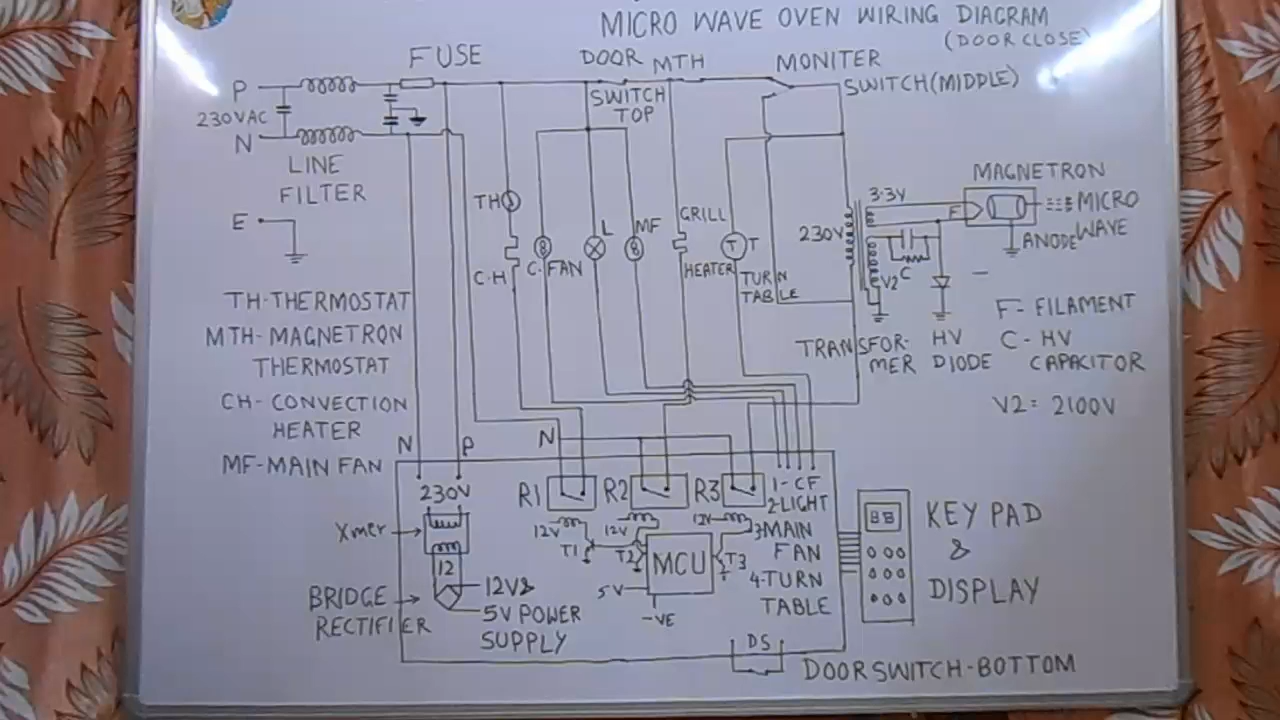 MICRO WAVE OVEN WIRING DIAGRAM
(DOOR CLOSE)
FUSE
DOOR
MTH
MONITER
SWITCH(MIDDLE)
P
230VAC
N
SWITCH
TOP
LINE
FILTER
E
TH
C·H
C·FAN
L
MF
GRILL
HEATER
T
T
TURN
TABLE
230V
3·3V
F
MAGNETRON
MICRO
WAVE
ANODE
V2
C
TRANSFOR-
MER
HV
DIODE
F- FILAMENT
C - HV
CAPACITOR
V2= 2100V
TH-THERMOSTAT
MTH-MAGNETRON
THERMOSTAT
CH- CONVECTION
HEATER
MF-MAIN FAN
N
P
N
230V
R1
R2
R3
1-CF
2-LIGHT
3-MAIN
FAN
4-TURN
TABLE
Xmer
12
BRIDGE
RECTIFIER
12V&
5V POWER
SUPPLY
12V
12V
12V
T1
T2
T3
MCU
5V
-VE
88
KEY PAD
&
DISPLAY
DS
DOOR SWITCH-BOTTOM